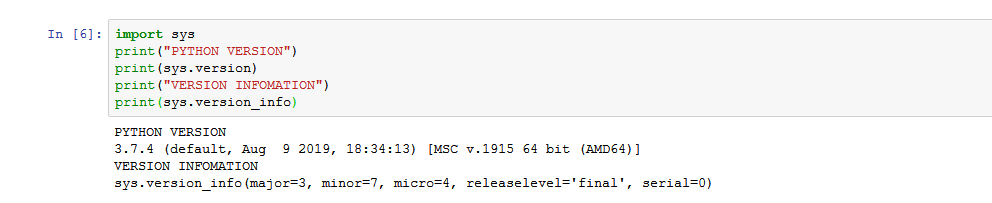 In [6]: import sys
print("PYTHON VERSION")
print(sys.version)
print("VERSION INFOMATION")
print(sys.version_info)
PYTHON VERSION
3.7.4 (default, Aug  9 2019, 18:34:13) [MSC v.1915 64 bit (AMD64)]
VERSION INFOMATION
sys.version_info(major=3, minor=7, micro=4, releaselevel='final', serial=0)